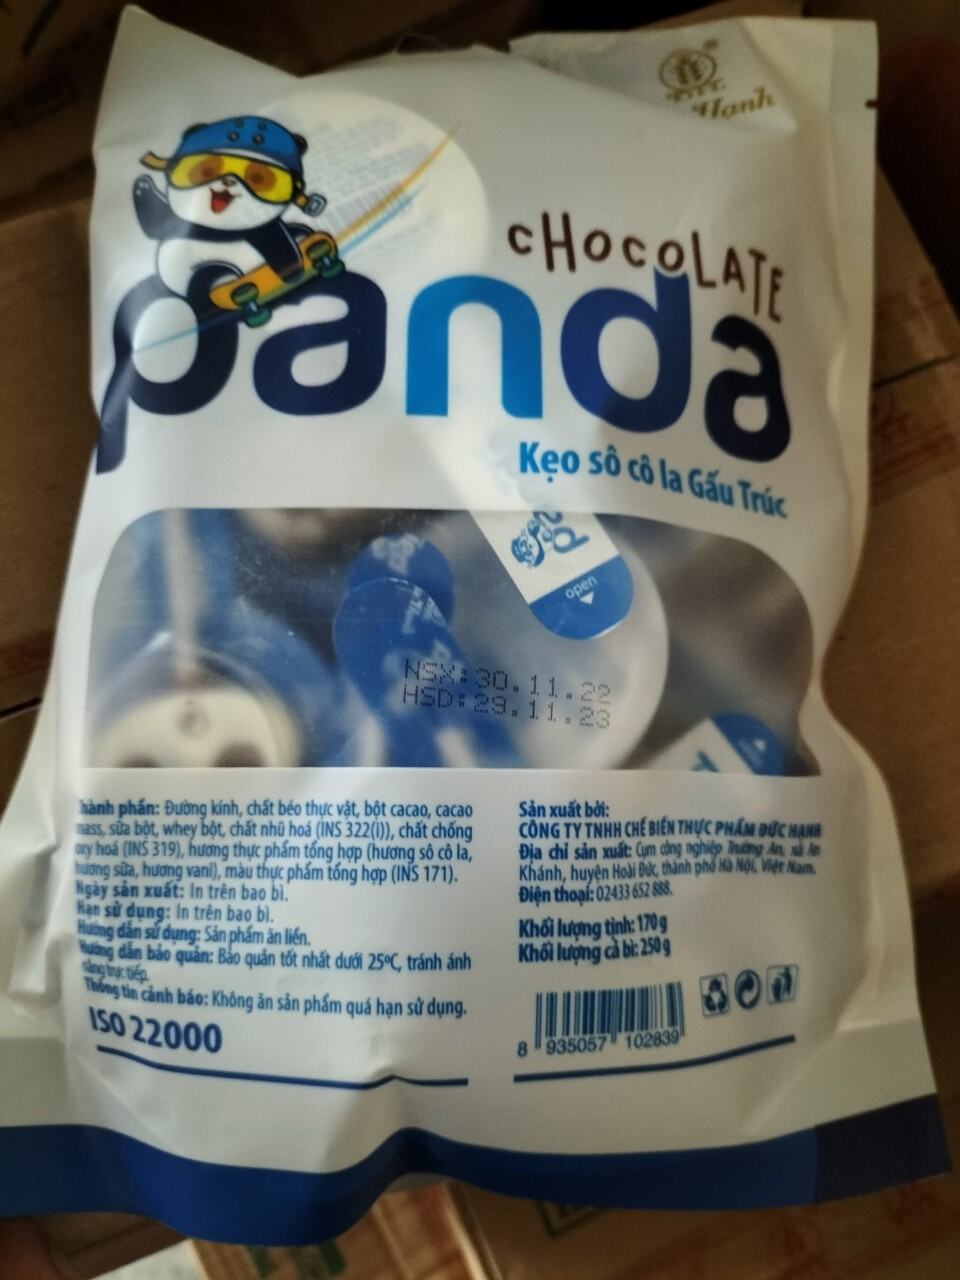 Hạnh
CHOCOLATE
panda
Kẹo sô cô la Gấu Trúc
open
NSX: 30.11.22
HSD: 29.11.23
hành phần: Đường kính, chất béo thực vật, bột cacao, cacao
mass, sữa bột, whey bột, chất nhũ hoá (INS 322(i)), chất chống
oxy hoá (INS 319), hương thực phẩm tổng hợp (hương sô cô la,
hương sữa, hương vani), màu thực phẩm tổng hợp (INS 171).
Ngày sản xuất: In trên bao bì.
Hạn sử dụng: In trên bao bì.
Hướng dẫn sử dụng: Sản phẩm ăn liền.
Hướng dẫn bảo quản: Bảo quản tốt nhất dưới 25ºC, tránh ánh
nắng trực tiếp.
Thông tin cảnh báo: Không ăn sản phẩm quá hạn sử dụng.
ISO 22000
Sản xuất bởi:
CÔNG TY TNHH CHẾ BIẾN THỰC PHẨM ĐỨC HẠNH
Địa chỉ sản xuất: Cụm công nghiệp Trường An, xã An
Khánh, huyện Hoài Đức, thành phố Hà Nội, Việt Nam.
Điện thoại: 02433 652 888.
Khối lượng tịnh: 170 g
Khối lượng cả bì: 250 g
8 935057 102839